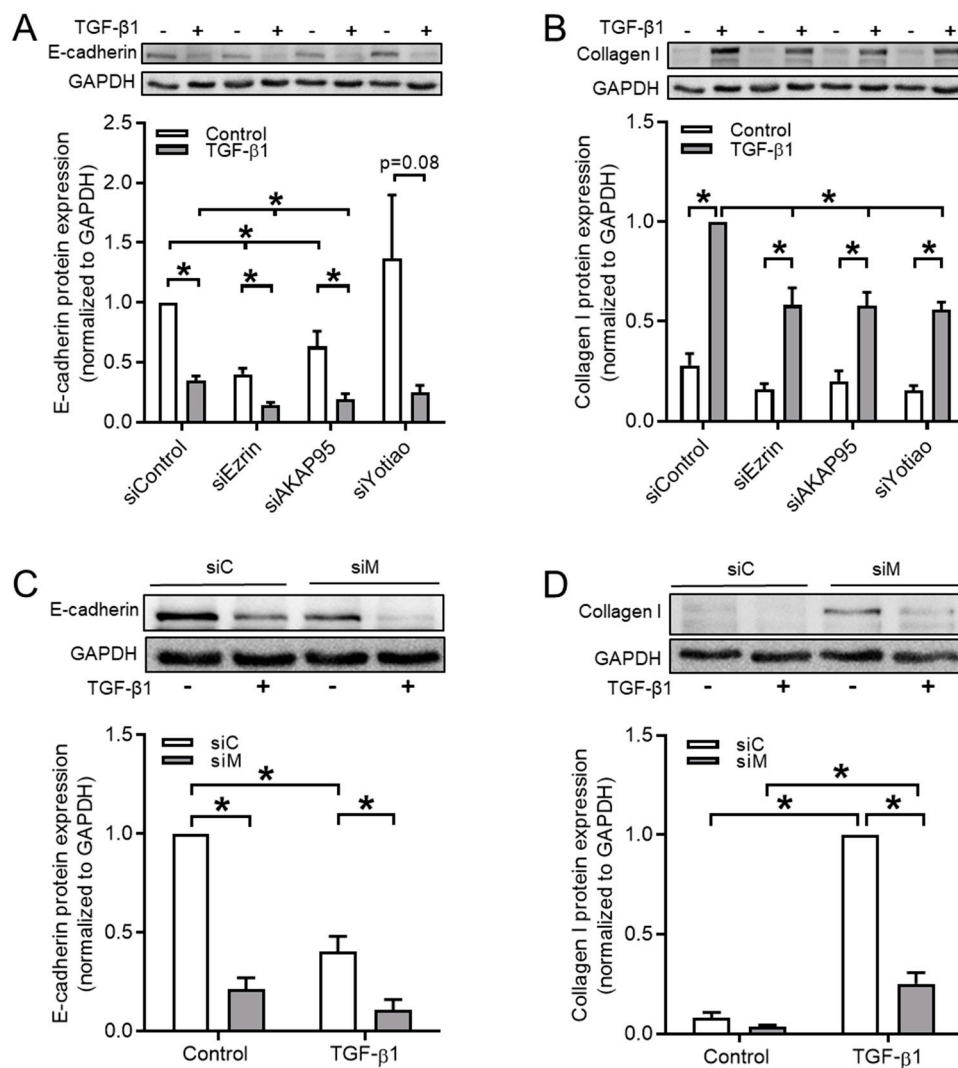 A
TGF-β1 - + - + - + - +
E-cadherin
GAPDH
E-cadherin protein expression
(normalized to GAPDH)
2.5
2.0
1.5
1.0
0.5
0.0
Control
TGF-β1
p=0.08
* * * * *
siControl
siEzrin
siAKAP95
siYotiao
B
TGF-β1 - + - + - + - +
Collagen I
GAPDH
Collagen I protein expression
(normalized to GAPDH)
1.5
1.0
0.5
0.0
Control
TGF-β1
* * * * *
siControl
siEzrin
siAKAP95
siYotiao
C
siC siM
E-cadherin
GAPDH
TGF-β1 - + - +
E-cadherin protein expression
(normalized to GAPDH)
1.5
1.0
0.5
0.0
siC
siM
* * *
Control TGF-β1
D
siC siM
Collagen I
GAPDH
TGF-β1 - + - +
Collagen I protein expression
(normalized to GAPDH)
1.5
1.0
0.5
0.0
siC
siM
* * *
Control TGF-β1